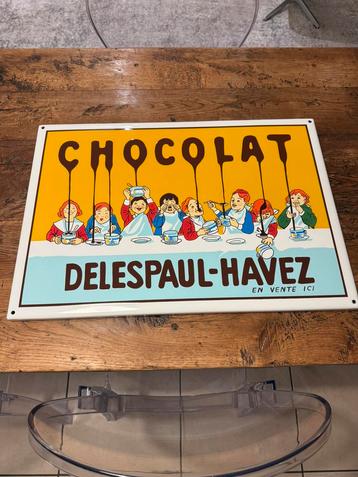 CHOCOLAT
DELESPAUL-HAVEZ
EN VENTE ICI